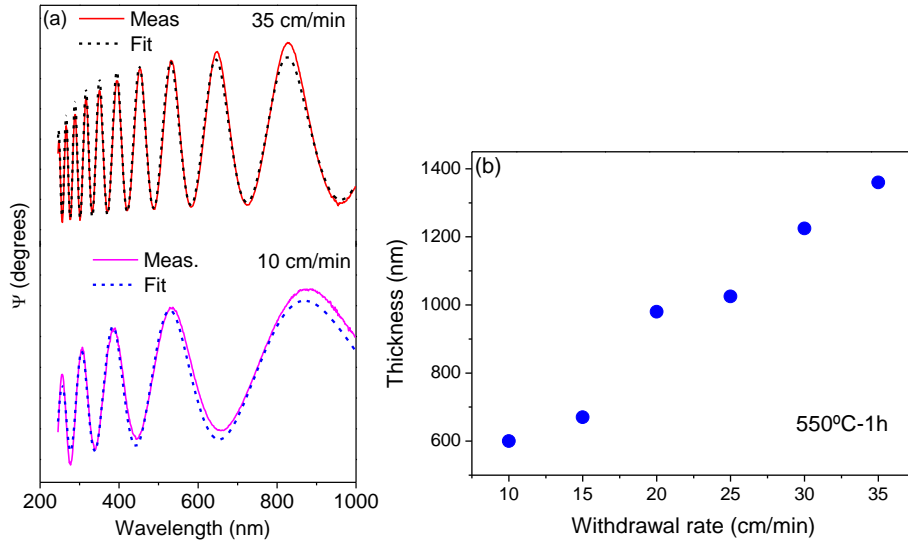 (a)
Meas
35 cm/min
Fit
Meas.
10 cm/min
Fit
Ψ (degrees)
200 400 600 800 1000
Wavelength (nm)
(b)
1400
1200
1000
800
600
Thickness (nm)
550ºC-1h
10 15 20 25 30 35
Withdrawal rate (cm/min)